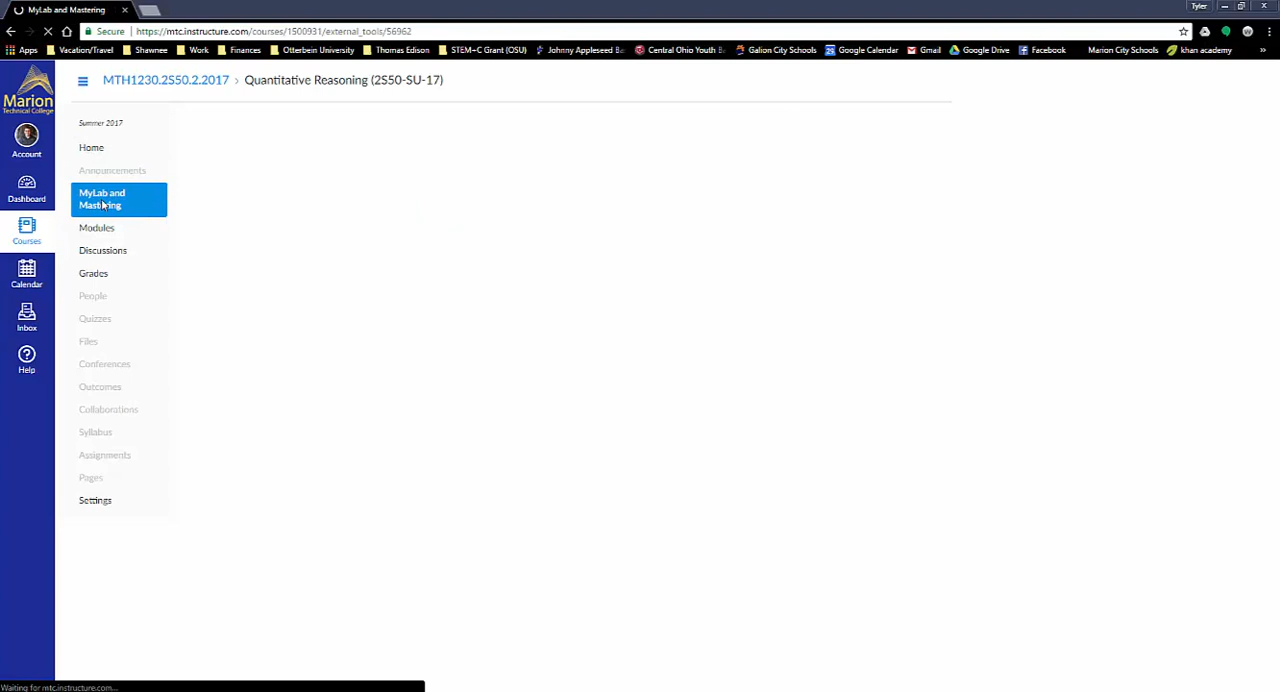 MyLab and Mastering
Tyler
Secure
https://mtc.instructure.com/courses/1500931/external_tools/56962
Apps Vacation/Travel Shawnee Work Finances Otterbein University Thomas Edison STEM+C Grant (OSU) Johnny Appleseed Ba Central Ohio Youth B Galion City Schools Google Calendar Gmail Google Drive Facebook Marion City Schools khan academy »
Marion
Technical College
Account
Dashboard
Courses
Calendar
Inbox
Help
MTH1230.2S50.2.2017 › Quantitative Reasoning (2S50-SU-17)
Summer 2017
Home
Announcements
MyLab and
Mastering
Modules
Discussions
Grades
People
Quizzes
Files
Conferences
Outcomes
Collaborations
Syllabus
Assignments
Pages
Settings
Waiting for mtc.instructure.com...